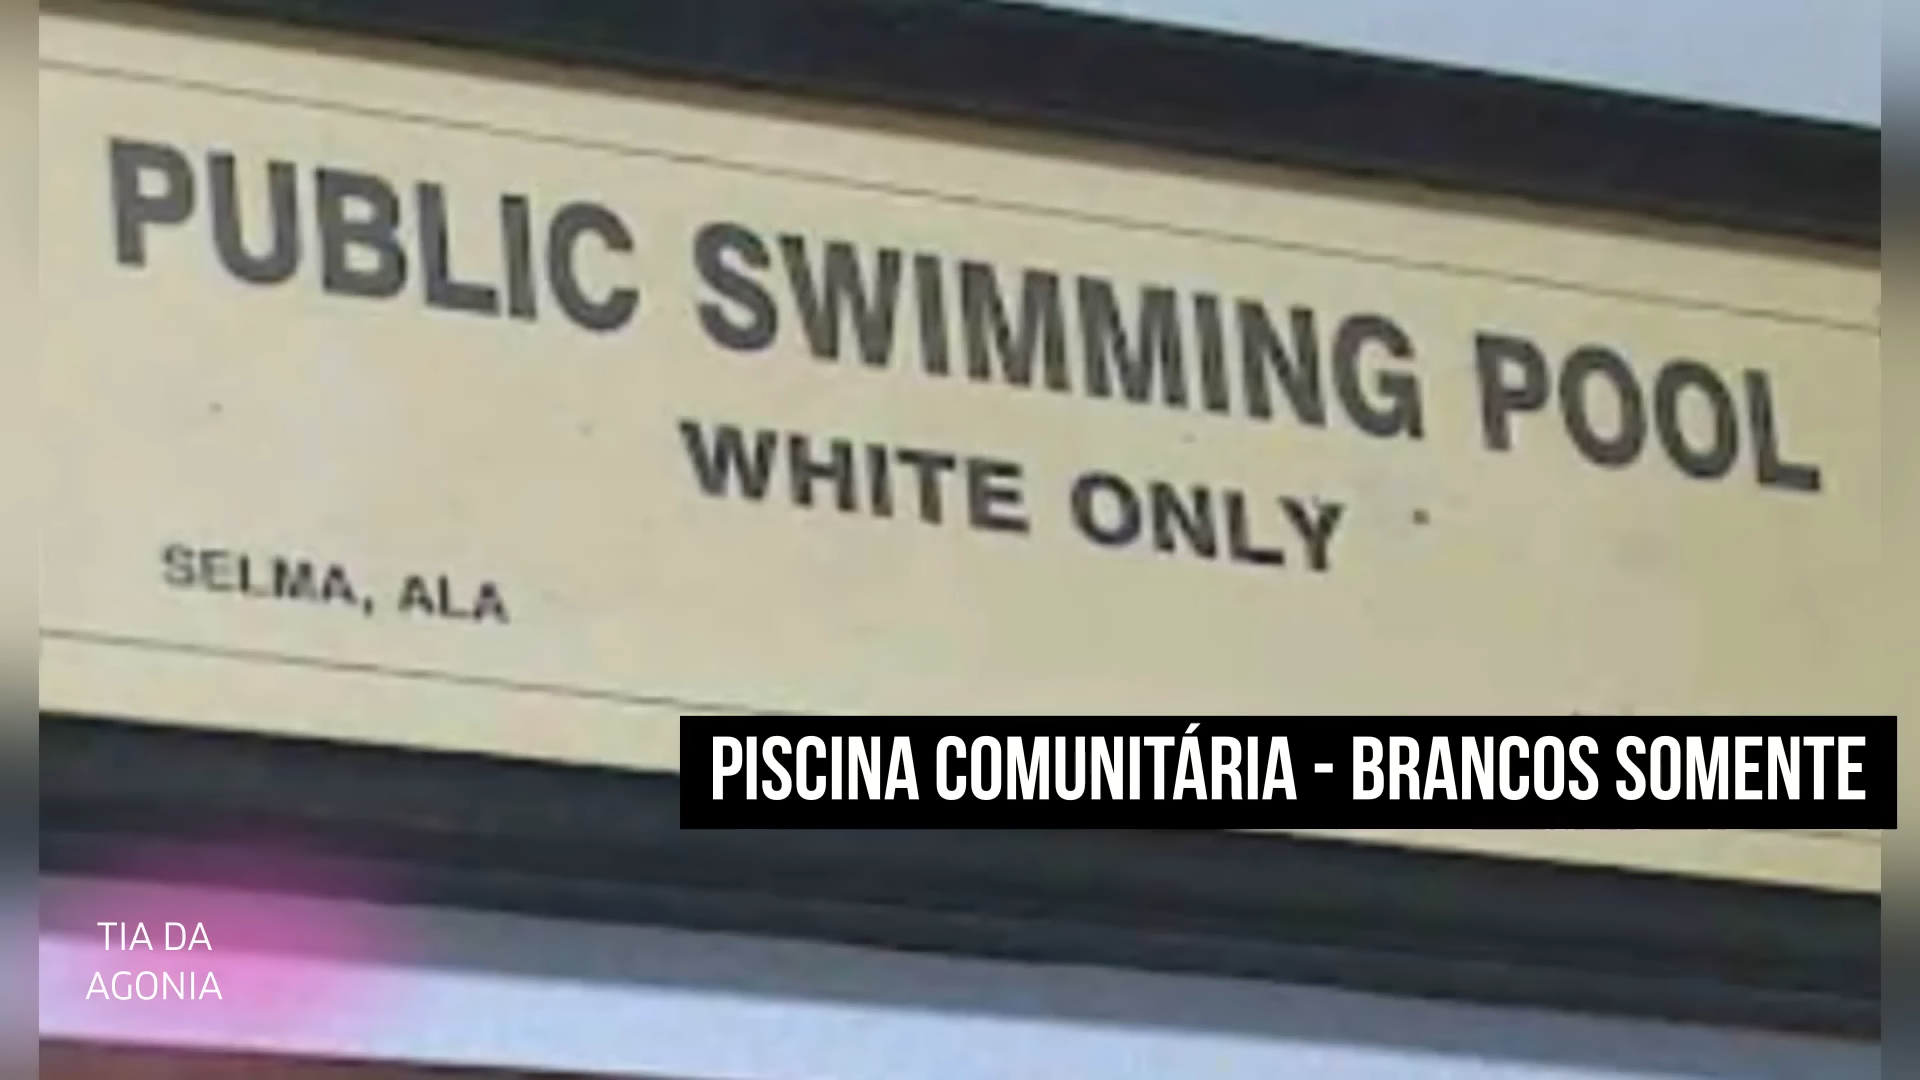 PUBLIC SWIMMING POOL
WHITE ONLY
SELMA, ALA
PISCINA COMUNITÁRIA - BRANCOS SOMENTE
TIA DA
AGONIA